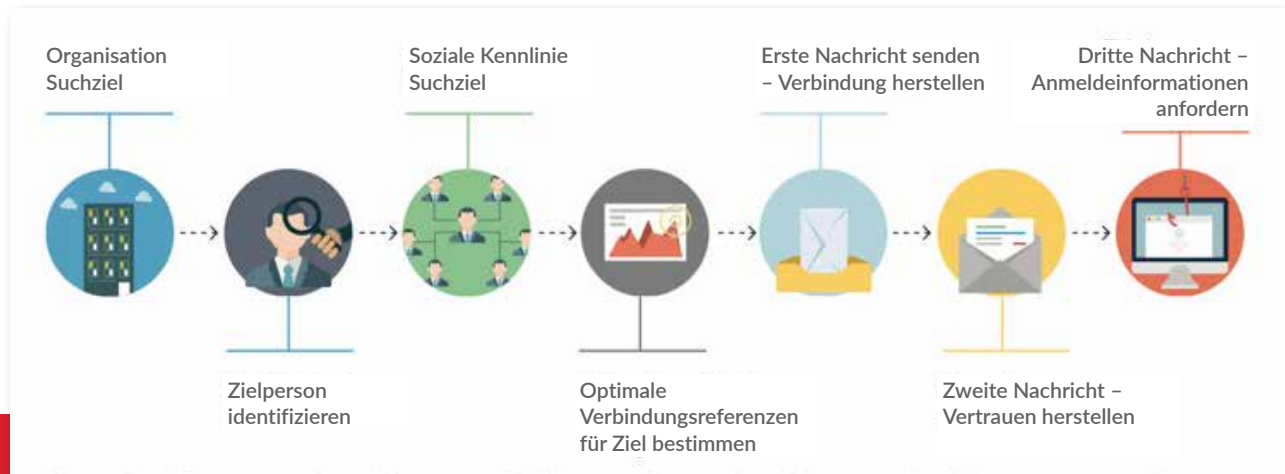 Organisation
Suchziel
Zielperson
identifizieren
Soziale Kennlinie
Suchziel
Optimale
Verbindungsreferenzen
für Ziel bestimmen
Erste Nachricht senden
– Verbindung herstellen
Zweite Nachricht –
Vertrauen herstellen
Dritte Nachricht –
Anmeldeinformationen
anfordern